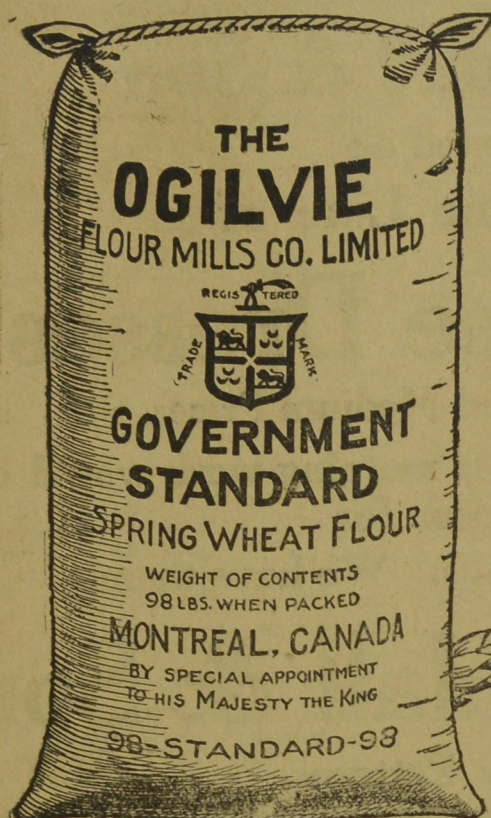 THE
OGILVIE
FLOUR MILLS CO. LIMITED
REGISTERED
TRADE MARK
GOVERNMENT
STANDARD
SPRING WHEAT FLOUR
WEIGHT OF CONTENTS
98 LBS. WHEN PACKED
MONTREAL, CANADA
BY SPECIAL APPOINTMENT
TO HIS MAJESTY THE KING
98-STANDARD-98